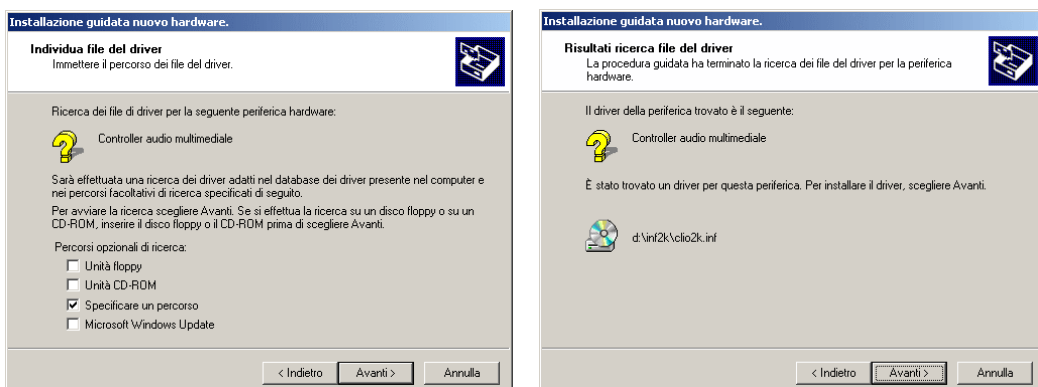 Installazione guidata nuovo hardware.
Individua file del driver
Immettere il percorso dei file del driver.
Ricerca dei file di driver per la seguente periferica hardware:
Controller audio multimediale
Sarà effettuata una ricerca dei driver adatti nel database dei driver presente nel computer e
nei percorsi facoltativi di ricerca specificati di seguito.
Per avviare la ricerca scegliere Avanti. Se si effettua la ricerca su un disco floppy o su un
CD-ROM, inserire il disco floppy o il CD-ROM prima di scegliere Avanti.
Percorsi opzionali di ricerca:
Unità floppy
Unità CD-ROM
Specificare un percorso
Microsoft Windows Update
< Indietro Avanti > Annulla
Installazione guidata nuovo hardware.
Risultati ricerca file del driver
La procedura guidata ha terminato la ricerca dei file del driver per la periferica
hardware.
Il driver della periferica trovato è il seguente:
Controller audio multimediale
È stato trovato un driver per questa periferica. Per installare il driver, scegliere Avanti.
d:\inf2k\clio2k.inf
< Indietro Avanti > Annulla